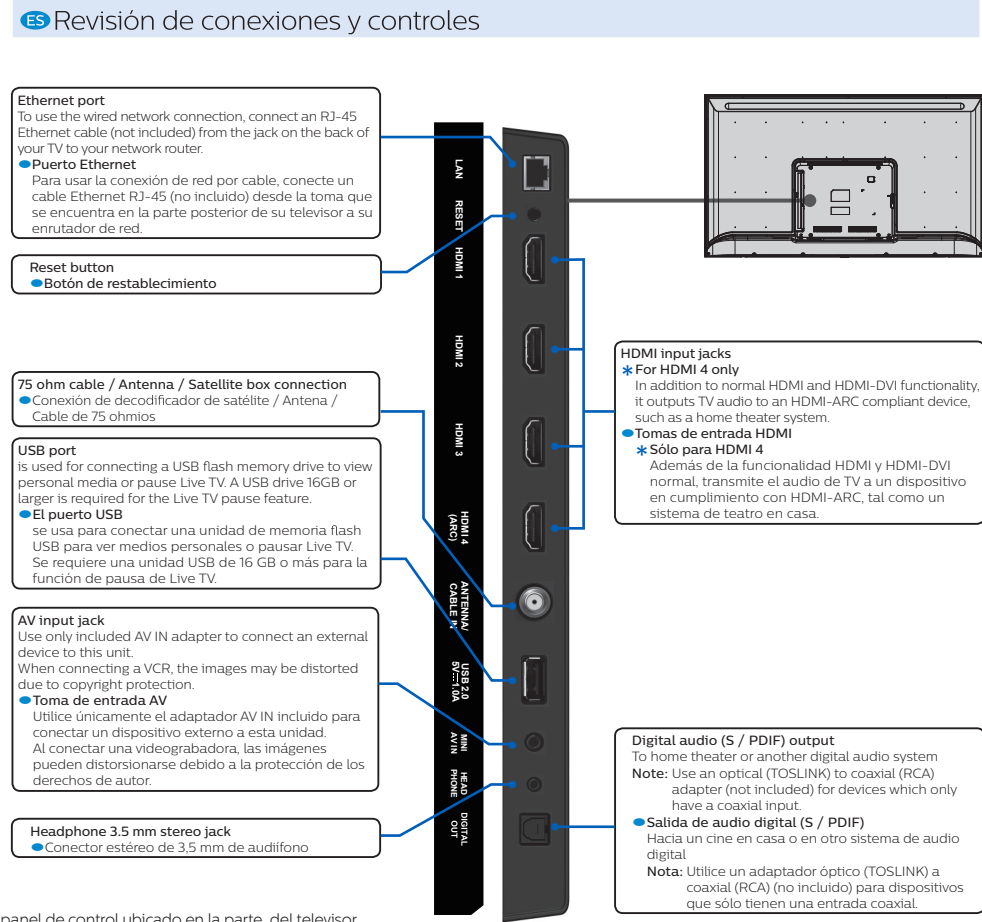 ES Revisión de conexiones y controles
Ethernet port
To use the wired network connection, connect an RJ-45
Ethernet cable (not included) from the jack on the back of
your TV to your network router.
Puerto Ethernet
Para usar la conexión de red por cable, conecte un
cable Ethernet RJ-45 (no incluido) desde la toma que
se encuentra en la parte posterior de su televisor a su
enrutador de red.
Reset button
Botón de restablecimiento
75 ohm cable / Antenna / Satellite box connection
Conexión de decodificador de satélite / Antena /
Cable de 75 ohmios
USB port
is used for connecting a USB flash memory drive to view
personal media or pause Live TV. A USB drive 16GB or
larger is required for the Live TV pause feature.
El puerto USB
se usa para conectar una unidad de memoria flash
USB para ver medios personales o pausar Live TV.
Se requiere una unidad USB de 16 GB o más para la
función de pausa de Live TV.
AV input jack
Use only included AV IN adapter to connect an external
device to this unit.
When connecting a VCR, the images may be distorted
due to copyright protection.
Toma de entrada AV
Utilice únicamente el adaptador AV IN incluido para
conectar un dispositivo externo a esta unidad.
Al conectar una videograbadora, las imágenes
pueden distorsionarse debido a la protección de los
derechos de autor.
Headphone 3.5 mm stereo jack
Conector estéreo de 3,5 mm de audiífono
LAN
RESET
HDMI 1
HDMI 2
HDMI 3
HDMI 4
(ARC)
ANTENNA/
CABLE IN
USB 2.0
5V⎓1.0A
MINI
AV IN
HEAD
PHONE
DIGITAL
OUT
HDMI input jacks
* For HDMI 4 only
In addition to normal HDMI and HDMI-DVI functionality,
it outputs TV audio to an HDMI-ARC compliant device,
such as a home theater system.
Tomas de entrada HDMI
* Sólo para HDMI 4
Además de la funcionalidad HDMI y HDMI-DVI
normal, transmite el audio de TV a un dispositivo
en cumplimiento con HDMI-ARC, tal como un
sistema de teatro en casa.
Digital audio (S / PDIF) output
To home theater or another digital audio system
Note: Use an optical (TOSLINK) to coaxial (RCA)
adapter (not included) for devices which only
have a coaxial input.
Salida de audio digital (S / PDIF)
Hacia un cine en casa o en otro sistema de audio
digital
Nota: Utilice un adaptador óptico (TOSLINK) a
coaxial (RCA) (no incluido) para dispositivos
que sólo tienen una entrada coaxial.
panel de control ubicado en la parte del televisor